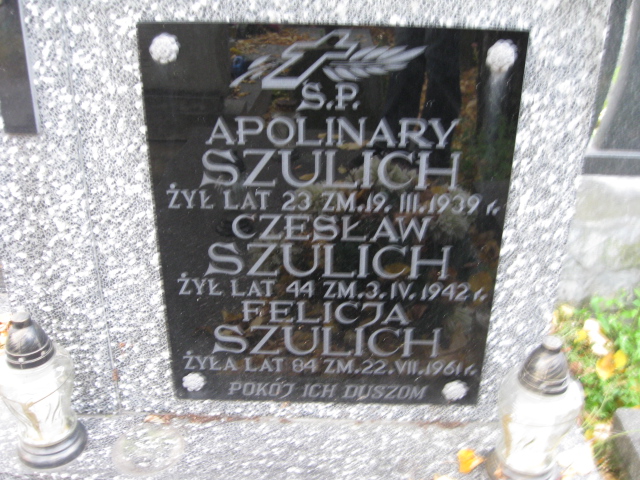 Ś.P.
APOLINARY
SZULICH
ŻYŁ LAT 23 ZM. 19. III. 1939 r.
CZESŁAW
SZULICH
ŻYŁ LAT 44 ZM. 3. IV. 1942 r.
FELICJA
SZULICH
ŻYŁA LAT 84 ZM. 22. VII. 1961 r.
POKÓJ ICH DUSZOM